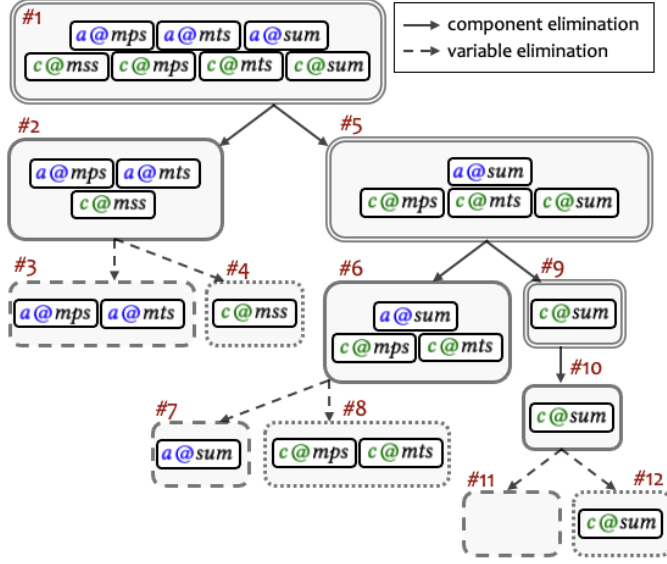 #1
a@mps a@mts a@sum
c@mss c@mps c@mts c@sum
component elimination
variable elimination
#2
a@mps a@mts
c@mss
#5
a@sum
c@mps c@mts c@sum
#3
a@mps a@mts
#4
c@mss
#6
a@sum
c@mps c@mts
#9
c@sum
#10
c@sum
#7
a@sum
#8
c@mps c@mts
#11
#12
c@sum